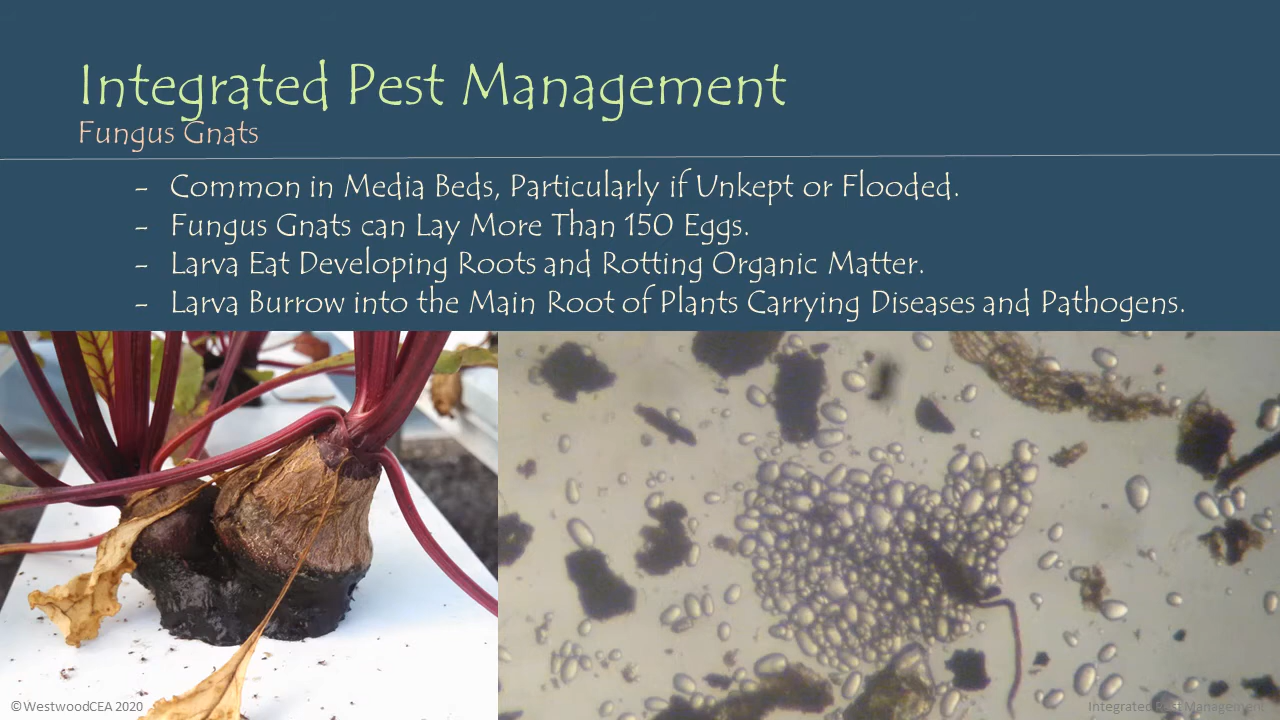 Integrated Pest Management
Fungus Gnats
- Common in Media Beds, Particularly if Unkept or Flooded.
- Fungus Gnats can Lay More Than 150 Eggs.
- Larva Eat Developing Roots and Rotting Organic Matter.
- Larva Burrow into the Main Root of Plants Carrying Diseases and Pathogens.
©WestwoodCEA 2020
Integrated Pest Management